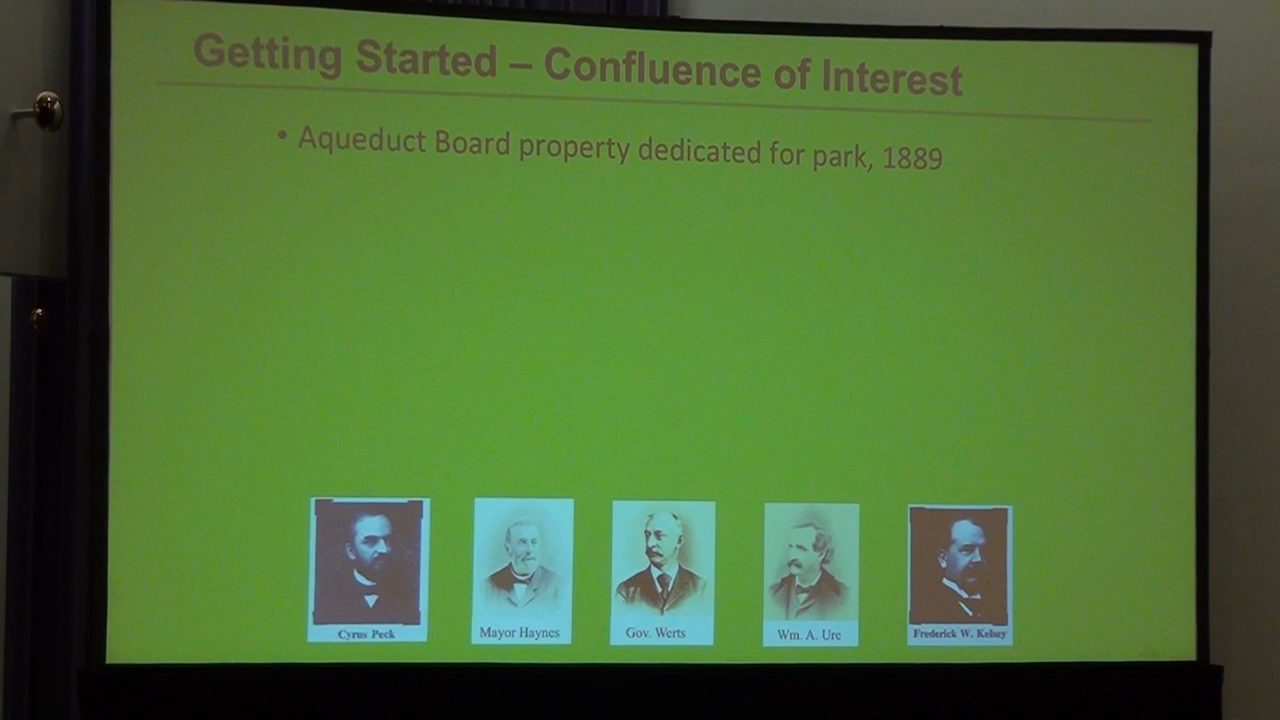 Getting Started – Confluence of Interest
• Aqueduct Board property dedicated for park, 1889
Cyrus Peck
Mayor Haynes
Gov. Werts
Wm. A. Ure
Frederick W. Kelsey